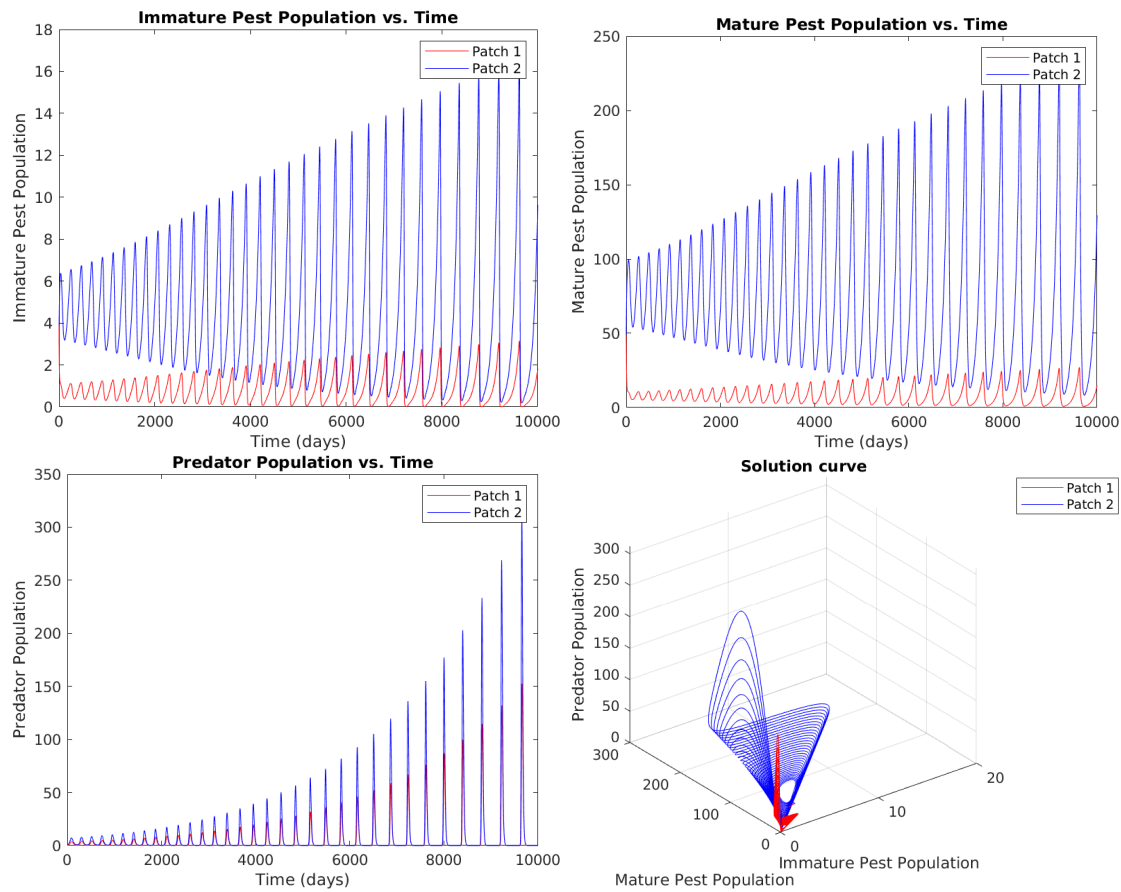 Immature Pest Population vs. Time
18
16
14
12
10
8
6
4
2
0
Immature Pest Population
Patch 1
Patch 2
0 2000 4000 6000 8000 10000
Time (days)
Mature Pest Population vs. Time
250
200
150
100
50
0
Mature Pest Population
Patch 1
Patch 2
0 2000 4000 6000 8000 10000
Time (days)
Predator Population vs. Time
350
300
250
200
150
100
50
0
Predator Population
Patch 1
Patch 2
0 2000 4000 6000 8000 10000
Time (days)
Solution curve
Patch 1
Patch 2
300
250
200
150
100
50
0
Predator Population
300
200
100
0
0
10
20
Immature Pest Population
Mature Pest Population